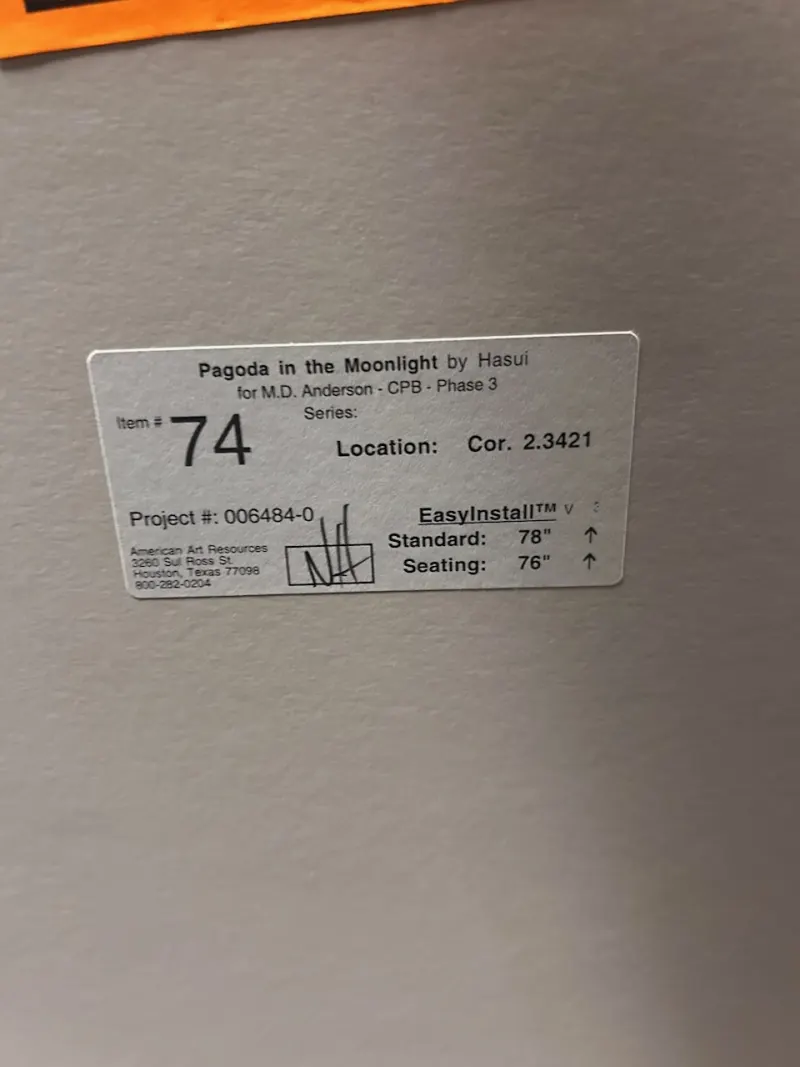 Pagoda in the Moonlight by Hasui
for M.D. Anderson - CPB - Phase 3
Series:
Item # 74
Location: Cor. 2.3421
Project #: 006484-0
American Art Resources
3260 Sul Ross St.
Houston, Texas 77098
800-282-0204
EasyInstall™ V
Standard: 78" ↑
Seating: 76" ↑